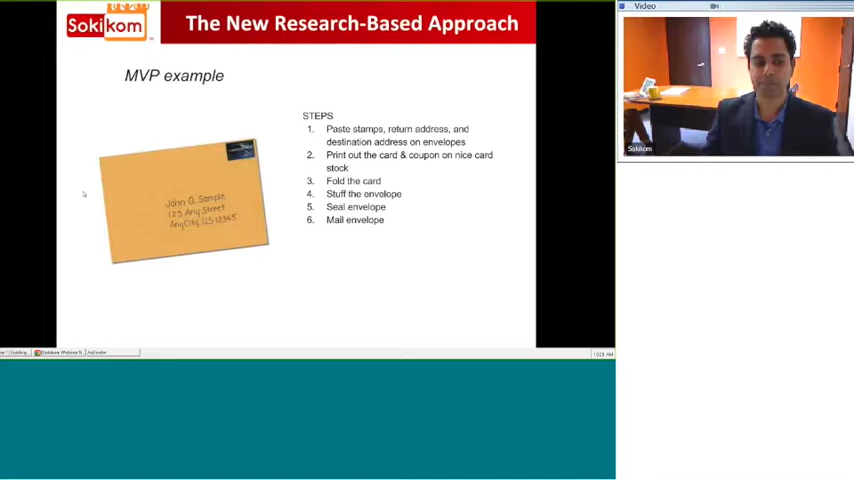 Sokikom
The New Research-Based Approach
MVP example
STEPS
1. Paste stamps, return address, and
destination address on envelopes
2. Print out the card & coupon on nice card
stock
3. Fold the card
4. Stuff the envelope
5. Seal envelope
6. Mail envelope
John Q. Sample
123 Any Street
AnyCity, US 12345
Video
Sokikom